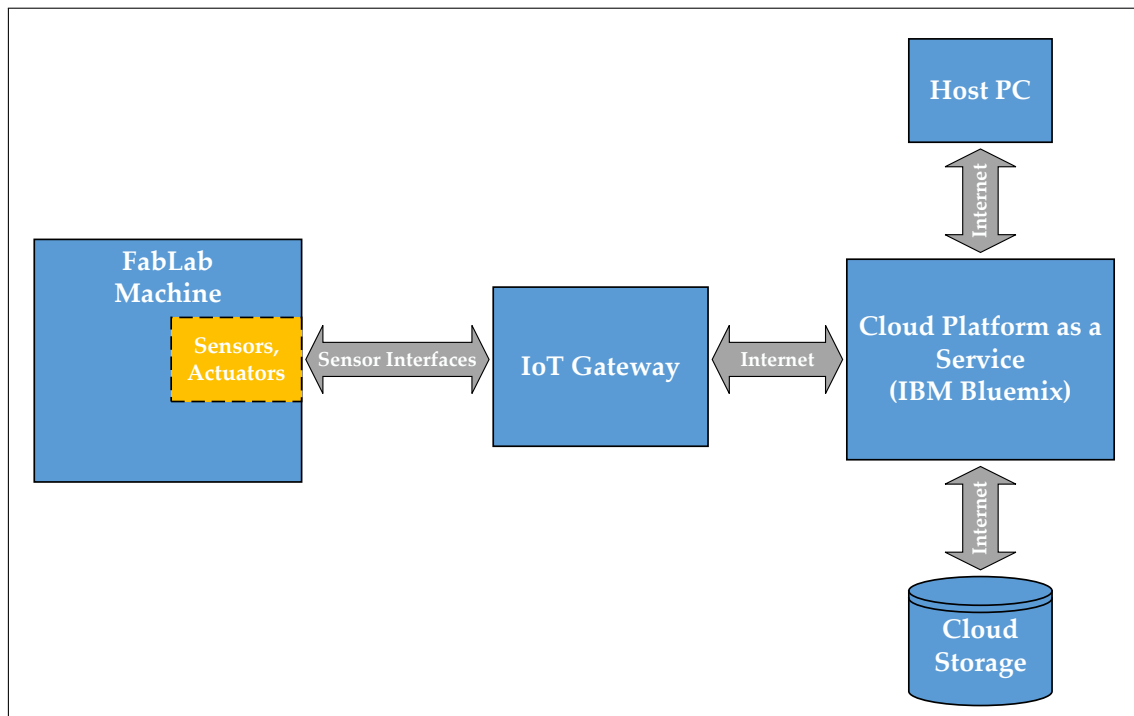 Host PC
Internet
FabLab
Machine
Sensors,
Actuators
Sensor Interfaces
IoT Gateway
Internet
Cloud Platform as a
Service
(IBM Bluemix)
Internet
Cloud
Storage